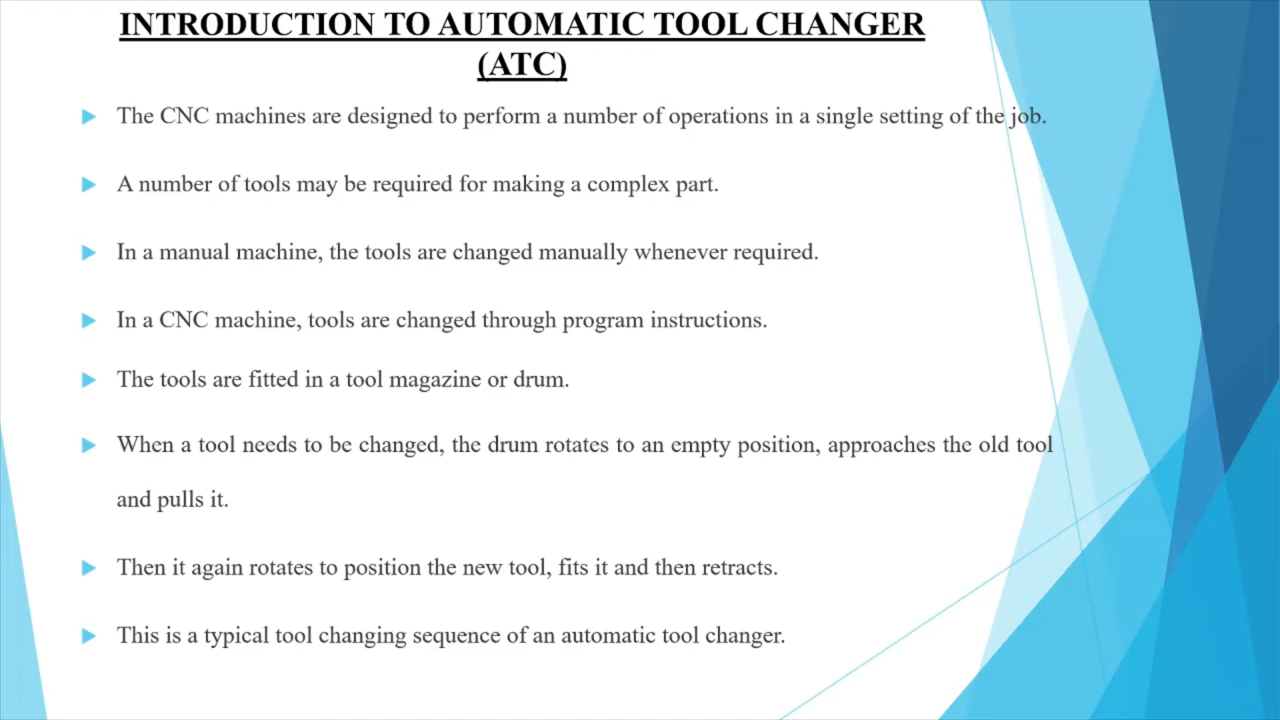 INTRODUCTION TO AUTOMATIC TOOL CHANGER
(ATC)
The CNC machines are designed to perform a number of operations in a single setting of the job.
A number of tools may be required for making a complex part.
In a manual machine, the tools are changed manually whenever required.
In a CNC machine, tools are changed through program instructions.
The tools are fitted in a tool magazine or drum.
When a tool needs to be changed, the drum rotates to an empty position, approaches the old tool
and pulls it.
Then it again rotates to position the new tool, fits it and then retracts.
This is a typical tool changing sequence of an automatic tool changer.